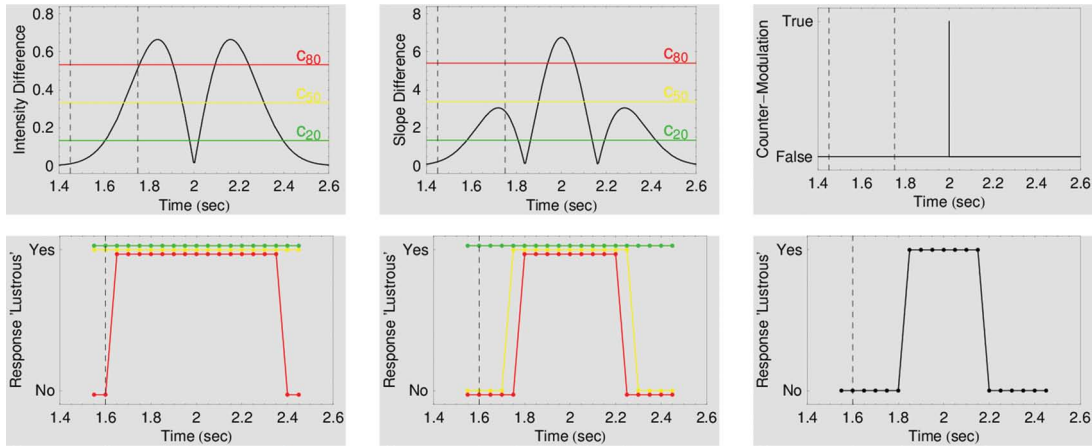 Intensity Difference
0.8
0.6
0.4
0.2
0
C80
C50
C20
1.4 1.6 1.8 2 2.2 2.4 2.6
Time (sec)
Slope Difference
8
6
4
2
0
C80
C50
C20
1.4 1.6 1.8 2 2.2 2.4 2.6
Time (sec)
Counter-Modulation
True
False
1.4 1.6 1.8 2 2.2 2.4 2.6
Time (sec)
Response 'Lustrous'
Yes
No
1.4 1.6 1.8 2 2.2 2.4 2.6
Time (sec)
Response 'Lustrous'
Yes
No
1.4 1.6 1.8 2 2.2 2.4 2.6
Time (sec)
Response 'Lustrous'
Yes
No
1.4 1.6 1.8 2 2.2 2.4 2.6
Time (sec)